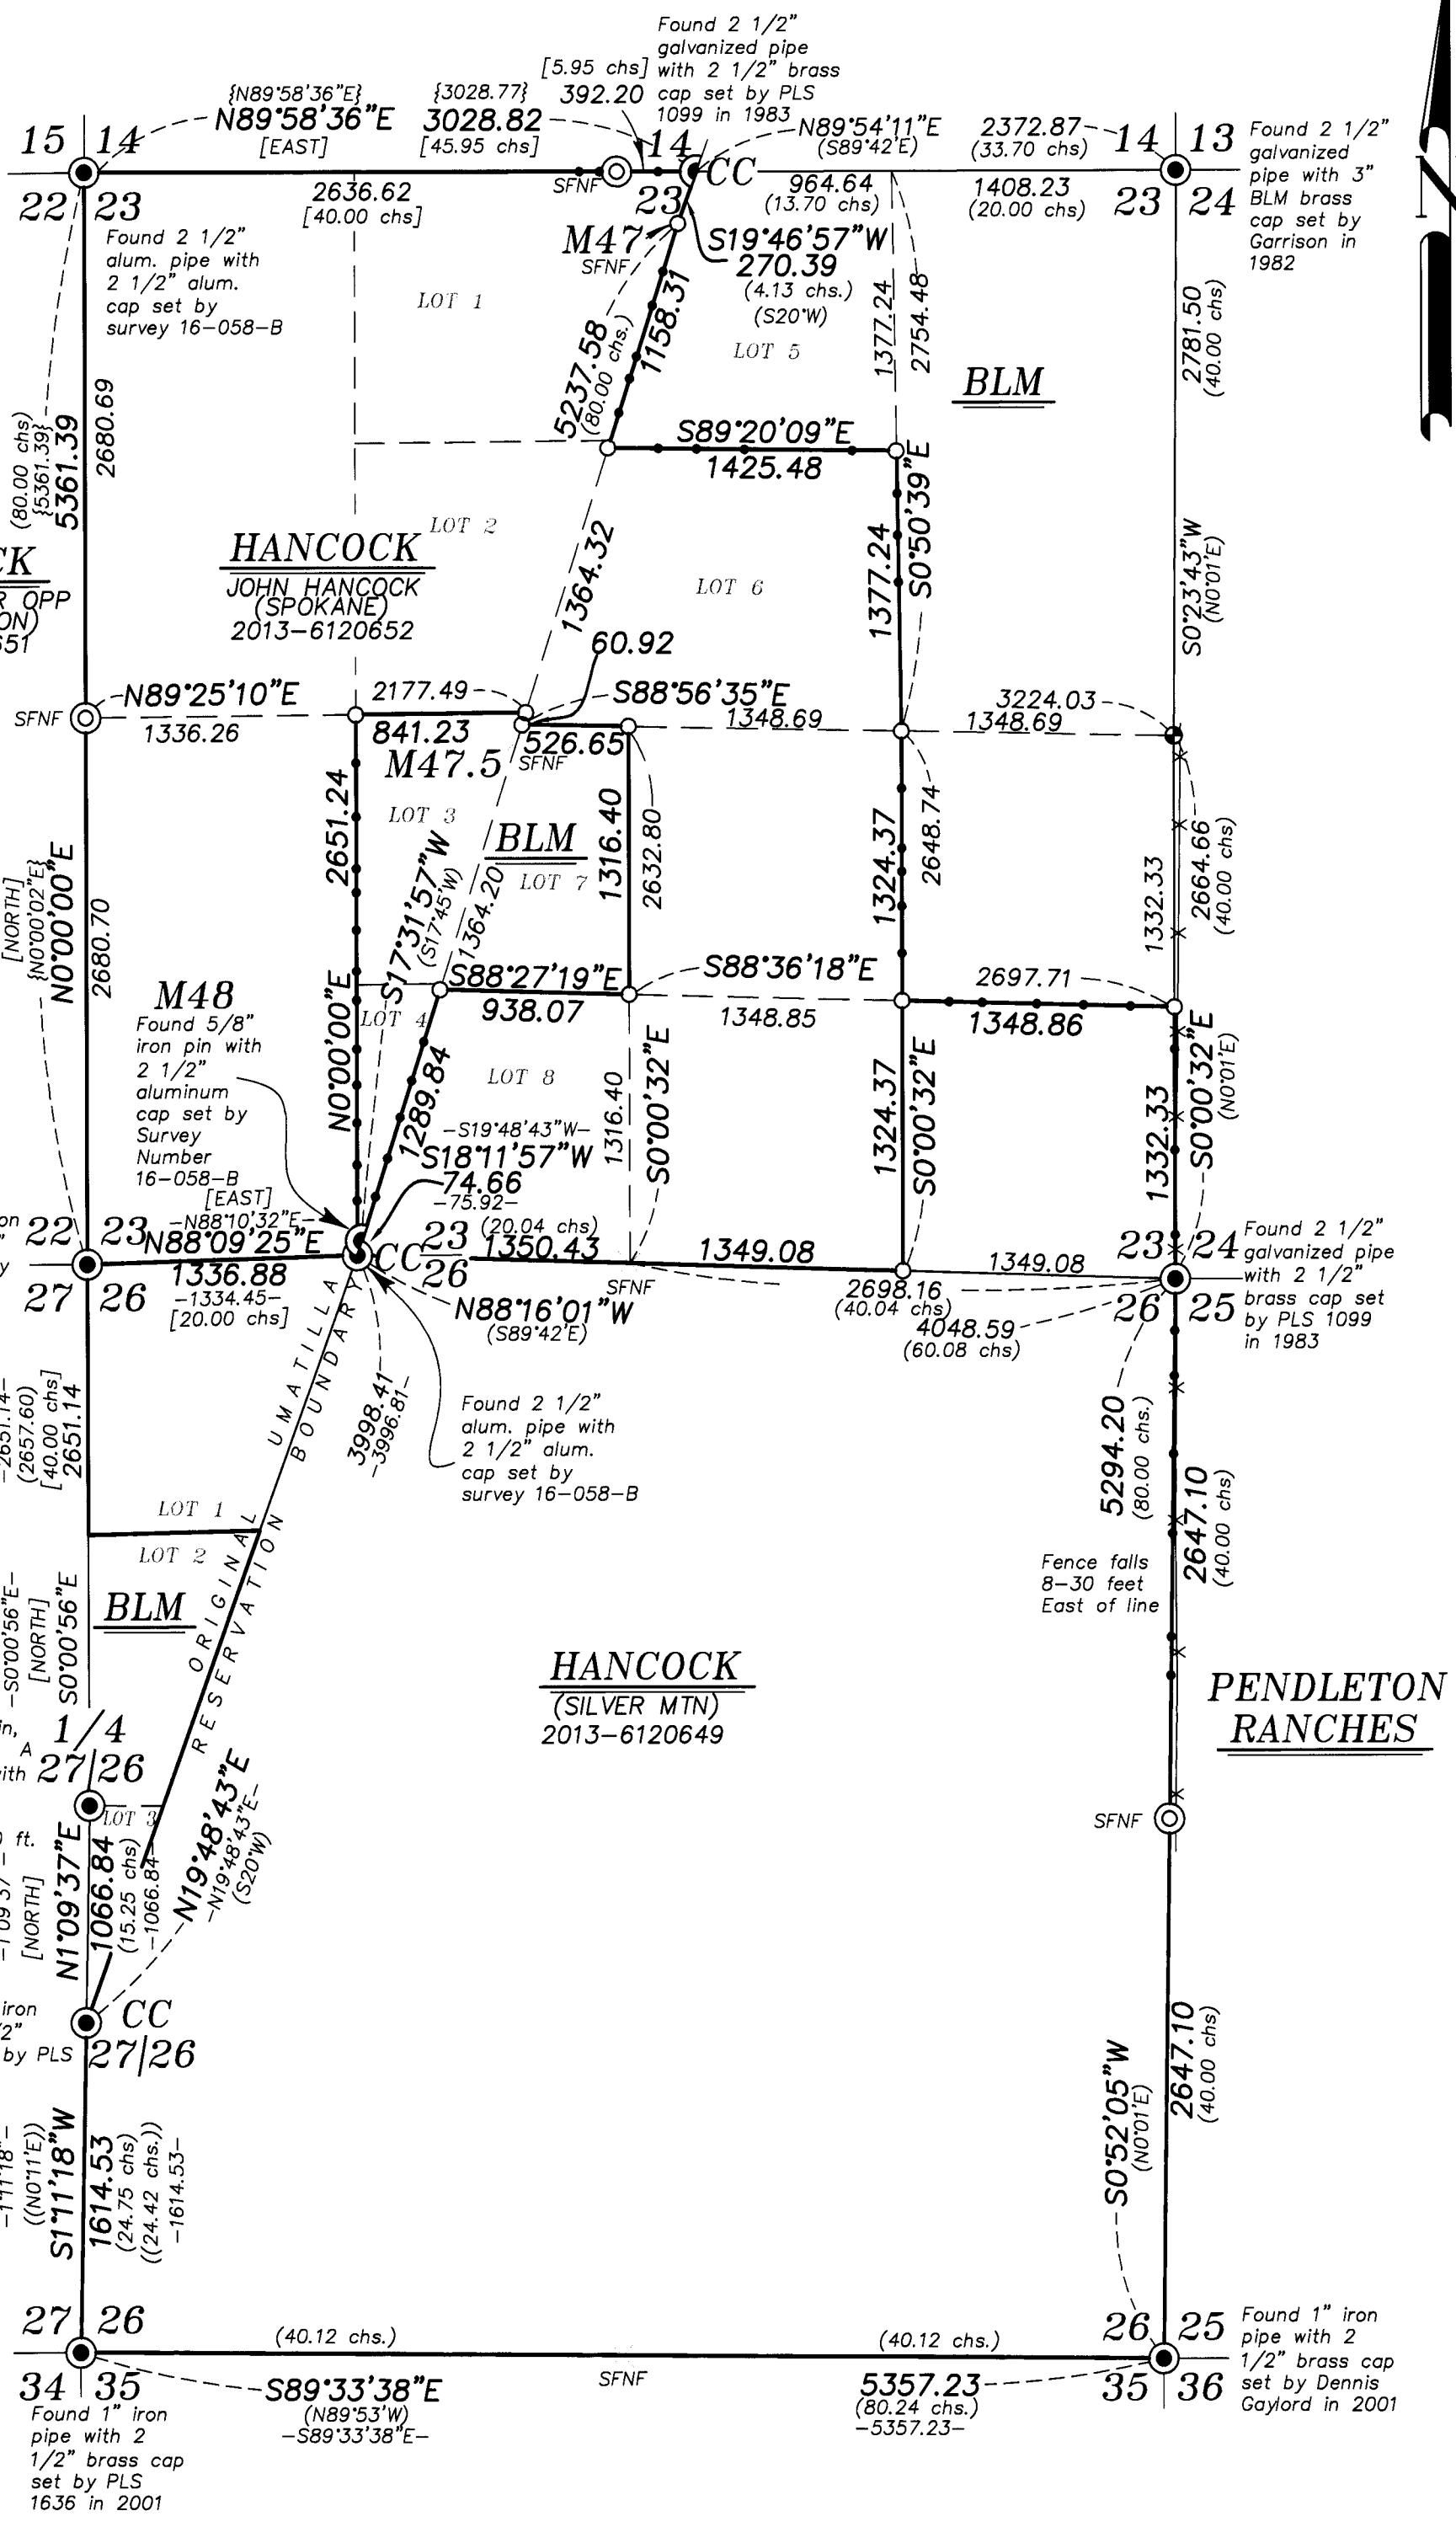 Found 2 1/2"
galvanized pipe
[5.95 chs] with 2 1/2" brass
392.20 cap set by PLS
1099 in 1983
{N89°58'36"E}
N89°58'36"E
[EAST]
{3028.77}
3028.82
[45.95 chs]
15 14
22 23
2636.62
[40.00 chs]
SFNF
14
23
CC
N89°54'11"E
(S89°42'E)
2372.87
(33.70 chs)
964.64
(13.70 chs)
1408.23
(20.00 chs)
14 13
23 24
Found 2 1/2"
galvanized
pipe with 3"
BLM brass
cap set by
Garrison in
1982
Found 2 1/2"
alum. pipe with
2 1/2" alum.
cap set by
survey 16-058-B
M47
SFNF
S19°46'57"W
270.39
(4.13 chs.)
(S20°W)
LOT 1
LOT 5
1158.31
5237.58
(80.00 chs.)
1377.24
2754.48
BLM
2781.50
(40.00 chs)
(80.00 chs)
{5361.39}
5361.39
2680.69
S89°20'09"E
1425.48
CK
R OPP
ON)
651
HANCOCK
JOHN HANCOCK
(SPOKANE)
2013-6120652
LOT 2
1364.32
LOT 6
1377.24
S0°50'39"E
S0°23'43"W
(N0°01'E)
60.92
SFNF
N89°25'10"E
1336.26
2177.49
841.23
S88°56'35"E
526.65
SFNF
1348.69
3224.03
1348.69
M47.5
2651.24
LOT 3
BLM
LOT 7
1316.40
2632.80
1324.37
2648.74
1332.33
2664.66
(40.00 chs)
[NORTH]
{N0°00'02"E}
N0°00'00"E
2680.70
S17°31'57"W
(S17°45'W)
1364.20
S88°27'19"E
938.07
S88°36'18"E
1348.85
2697.71
1348.86
M48
Found 5/8"
iron pin with
2 1/2"
aluminum
cap set by
Survey
Number
16-058-B
N0°00'00"E
LOT 4
1289.84
LOT 8
1316.40
S0°00'32"E
1324.37
S0°00'32"E
1332.33
S0°00'32"E
(N0°01'E)
-S19°48'43"W-
S18°11'57"W
74.66
-75.92-
[EAST]
-N88°10'32"E-
N88°09'25"E
1336.88
-1334.45-
[20.00 chs]
22 23
27 26
CC
23
26
(20.04 chs)
1350.43
SFNF
1349.08
1349.08
N88°16'01"W
(S89°42'E)
2698.16
(40.04 chs)
4048.59
(60.08 chs)
23 24
26 25
Found 2 1/2"
galvanized pipe
with 2 1/2"
brass cap set
by PLS 1099
in 1983
-2651.14-
(2657.60)
[40.00 chs]
2651.14
3998.41
-3996.81-
Found 2 1/2"
alum. pipe with
2 1/2" alum.
cap set by
survey 16-058-B
ORIGINAL UMATILLA
RESERVATION BOUNDARY
LOT 1
LOT 2
5294.20
(80.00 chs.)
2647.10
(40.00 chs)
Fence falls
8-30 feet
East of line
-S0°00'56"E-
[NORTH]
S0°00'56"E
BLM
HANCOCK
(SILVER MTN)
2013-6120649
PENDLETON
RANCHES
in,
A
with
1/4
27/26
LOT 3
SFNF
ft.
[NORTH]
N1°09'37"E
1066.84
(15.25 chs)
-1066.84-
N19°48'43"E
-N19°48'43"E-
(S20°W)
iron
by PLS
CC
27/26
((N0°11'E))
S1°11'18"W
1614.53
(24.75 chs)
((24.42 chs.))
-1614.53-
S0°52'05"W
(N0°01'E)
2647.10
(40.00 chs)
27 26
34 35
(40.12 chs.)
(40.12 chs.)
S89°33'38"E
(N89°53'W)
-S89°33'38"E-
SFNF
5357.23
(80.24 chs.)
-5357.23-
26 25
35 36
Found 1" iron
pipe with 2
1/2" brass cap
set by Dennis
Gaylord in 2001
Found 1" iron
pipe with 2
1/2" brass cap
set by PLS
1636 in 2001